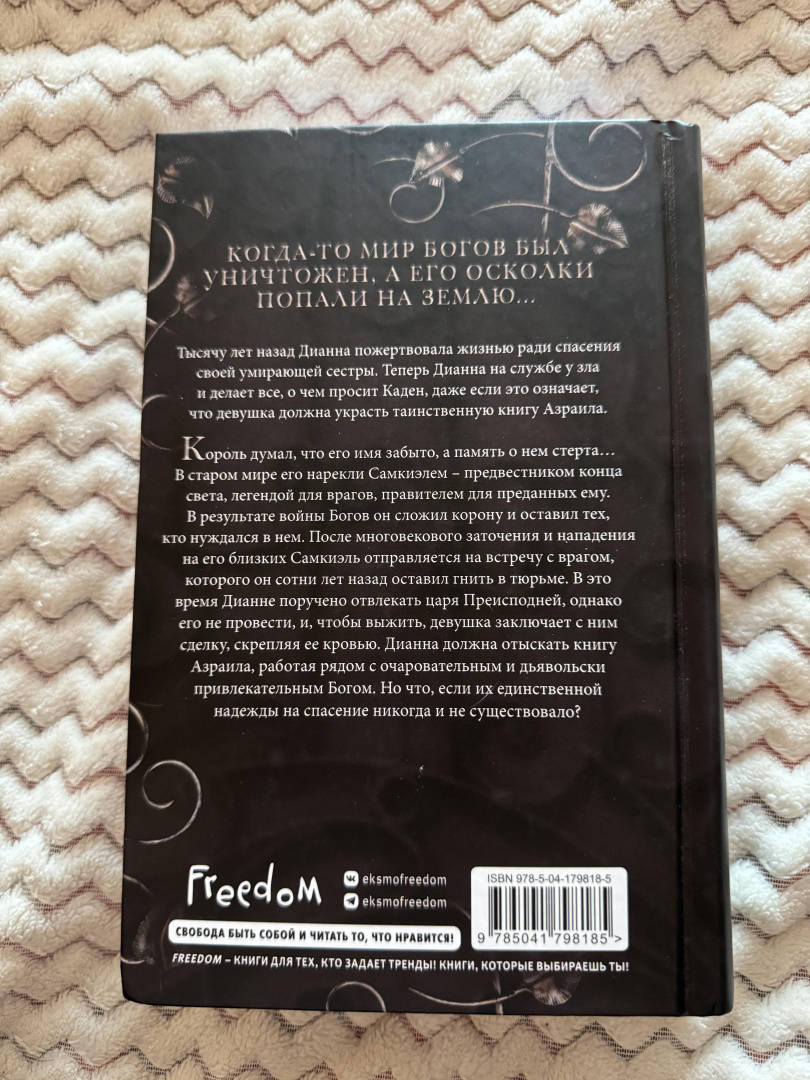 КОГДА-ТО МИР БОГОВ БЫЛ
УНИЧТОЖЕН, А ЕГО ОСКОЛКИ
ПОПАЛИ НА ЗЕМЛЮ...
Тысячу лет назад Дианна пожертвовала жизнью ради спасения
своей умирающей сестры. Теперь Дианна на службе у зла
и делает все, о чем просит Каден, даже если это означает,
что девушка должна украсть таинственную книгу Азраила.
Король думал, что его имя забыто, а память о нем стерта...
В старом мире его нарекли Самкиэлем – предвестником конца
света, легендой для врагов, правителем для преданных ему.
В результате войны Богов он сложил корону и оставил тех,
кто нуждался в нем. После многовекового заточения и нападения
на его близких Самкиэль отправляется на встречу с врагом,
которого он сотни лет назад оставил гнить в тюрьме. В это
время Дианне поручено отвлекать царя Преисподней, однако
его не провести, и, чтобы выжить, девушка заключает с ним
сделку, скрепляя ее кровью. Дианна должна отыскать книгу
Азраила, работая рядом с очаровательным и дьявольски
привлекательным Богом. Но что, если их единственной
надежды на спасение никогда и не существовало?
Freedom
eksmofreedom
eksmofreedom
СВОБОДА БЫТЬ СОБОЙ И ЧИТАТЬ ТО, ЧТО НРАВИТСЯ!
FREEDOM – КНИГИ ДЛЯ ТЕХ, КТО ЗАДАЕТ ТРЕНДЫ! КНИГИ, КОТОРЫЕ ВЫБИРАЕШЬ ТЫ!
ISBN 978-5-04-179818-5
9 785041 798185 >